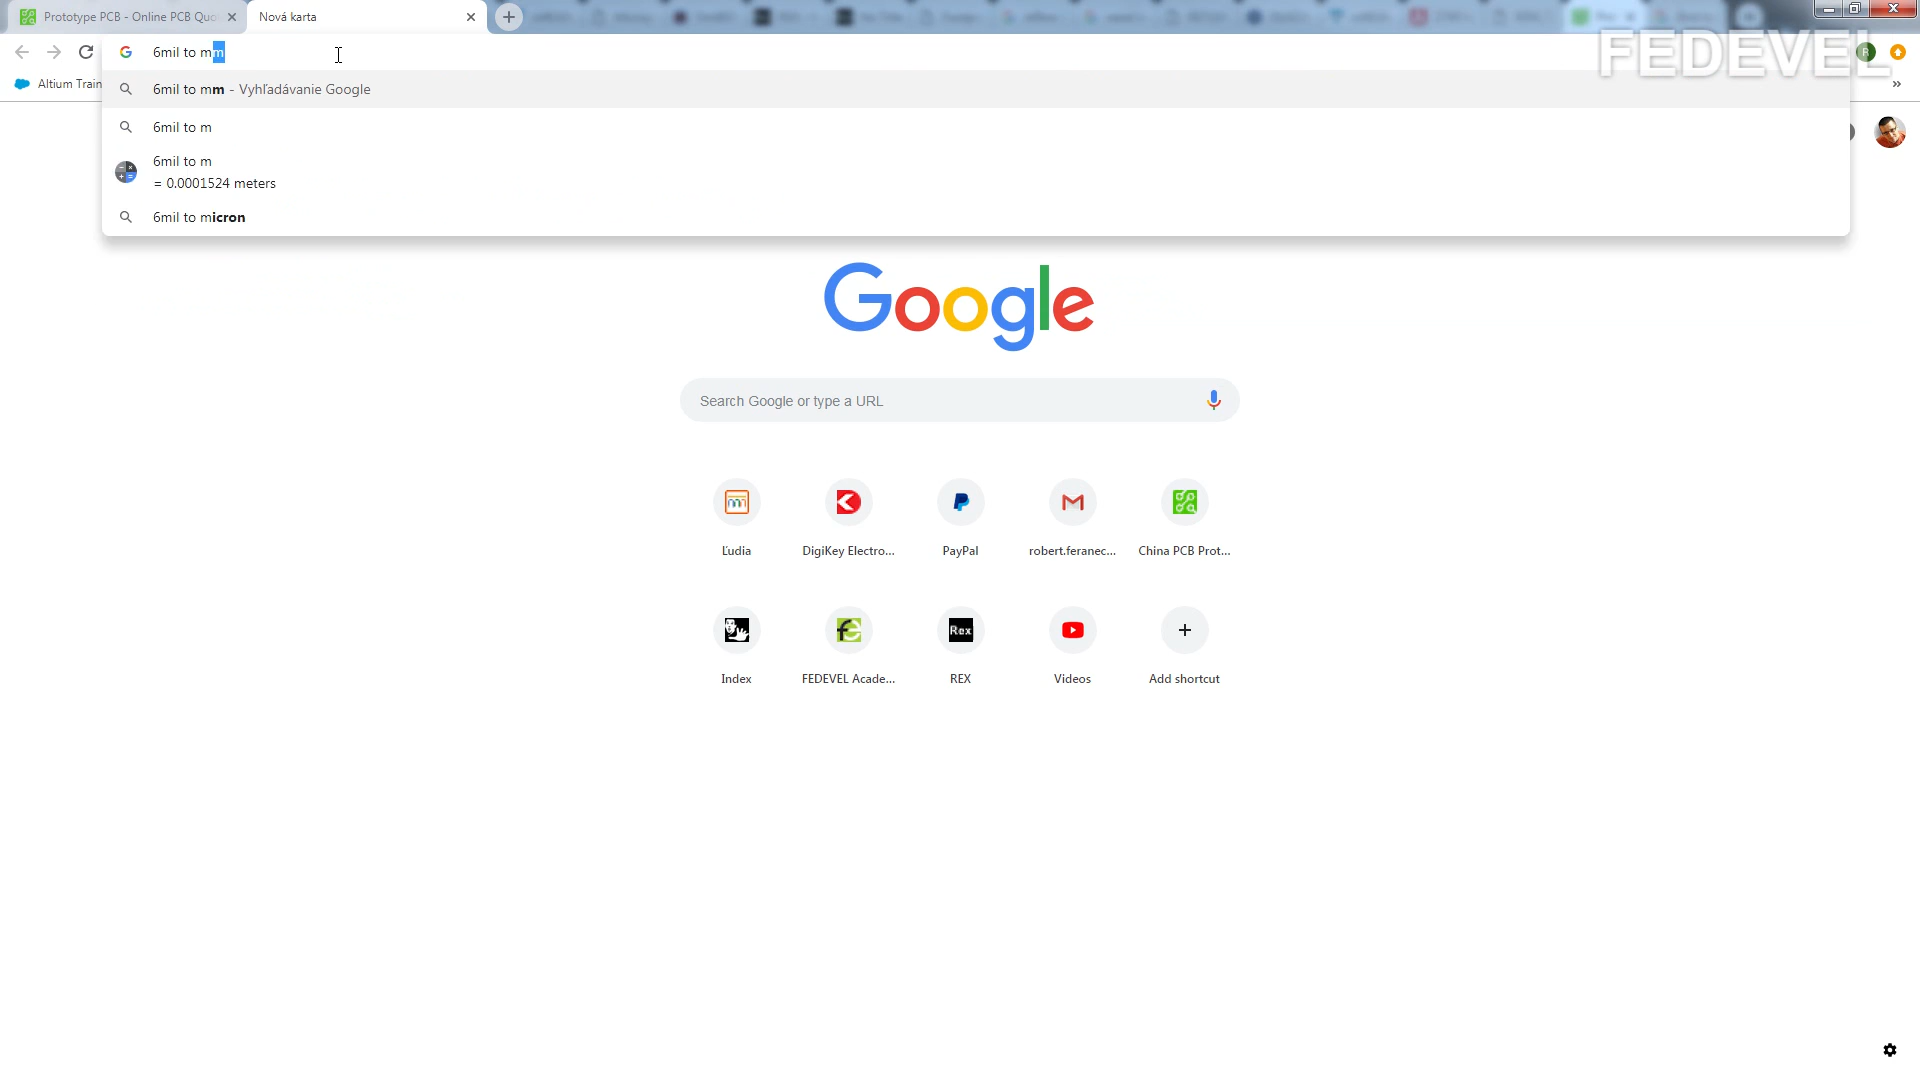 Prototype PCB - Online PCB Quo
Nová karta
6mil to mm
FEDEVEL
R
Altium Train
»
6mil to mm - Vyhľadávanie Google
6mil to m
6mil to m
= 0.0001524 meters
6mil to micron
Google
Search Google or type a URL
Ľudia
DigiKey Electro...
PayPal
robert.feranec...
China PCB Prot...
Rex
Index
FEDEVEL Acade...
REX
Videos
Add shortcut